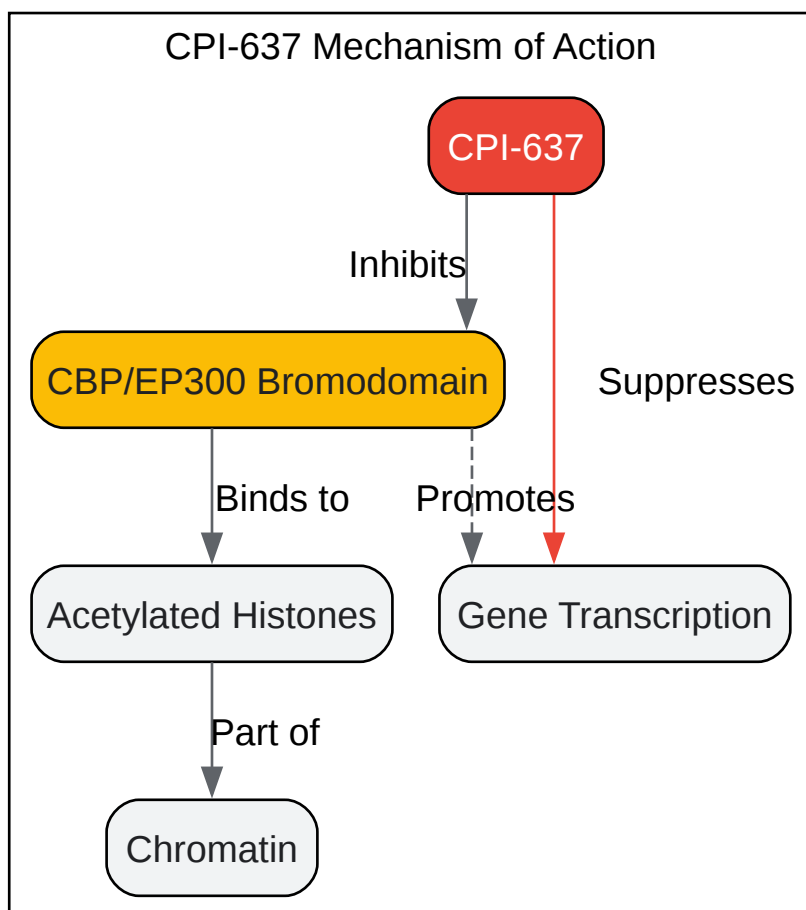 CPI-637 Mechanism of Action
CPI-637
Inhibits
CBP/EP300 Bromodomain
Suppresses
Binds to
Promotes
Acetylated Histones
Gene Transcription
Part of
Chromatin